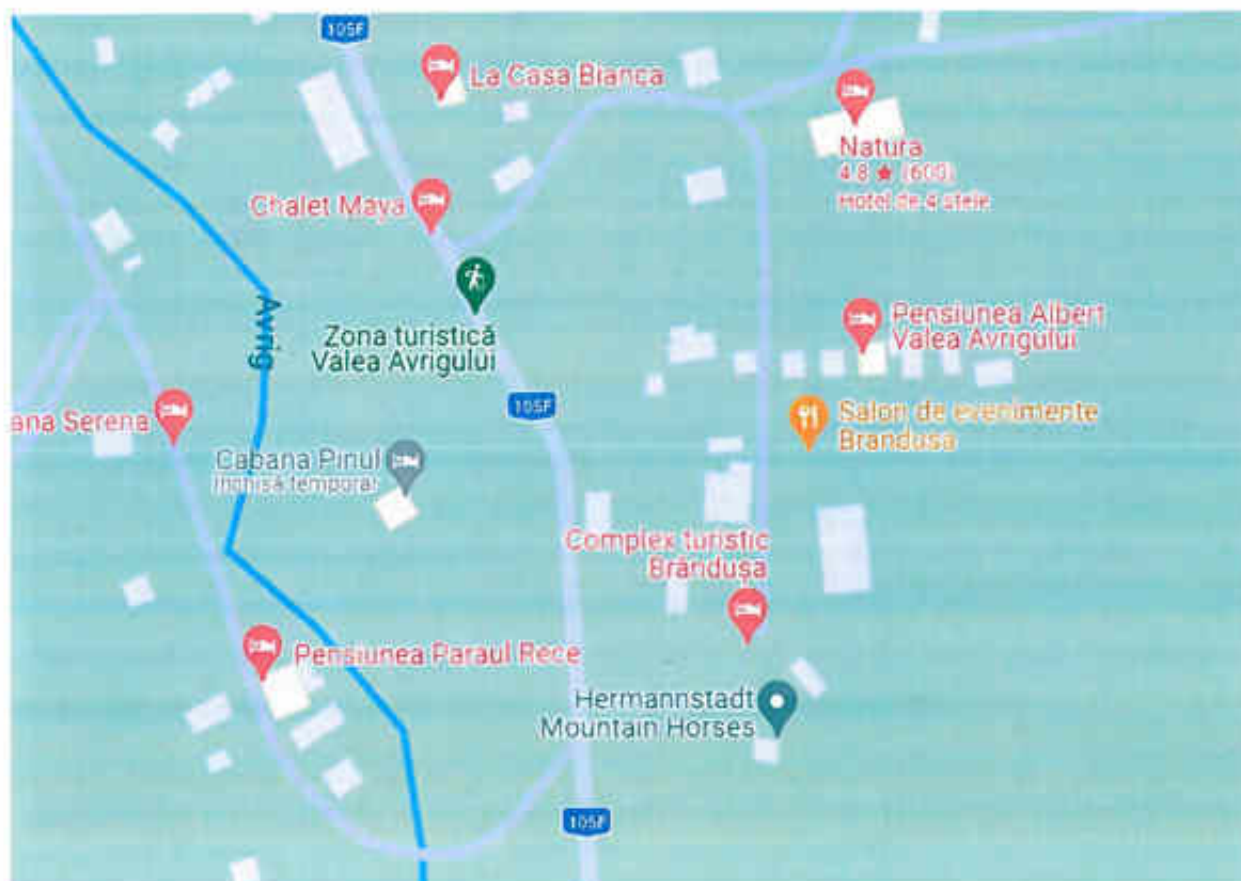 105F
La Casa Bianca
Natura
4,8 ★ (600)
Hotel de 4 stele
Chalet Maya
Avrig
Zona turistică
Valea Avrigului
Pensiunea Albert
Valea Avrigului
105F
ana Serena
Salon de evenimente
Brandusa
Cabana Pinul
Închisă temporar
Complex turistic
Brândușa
Pensiunea Paraul Rece
Hermannstadt
Mountain Horses
105F